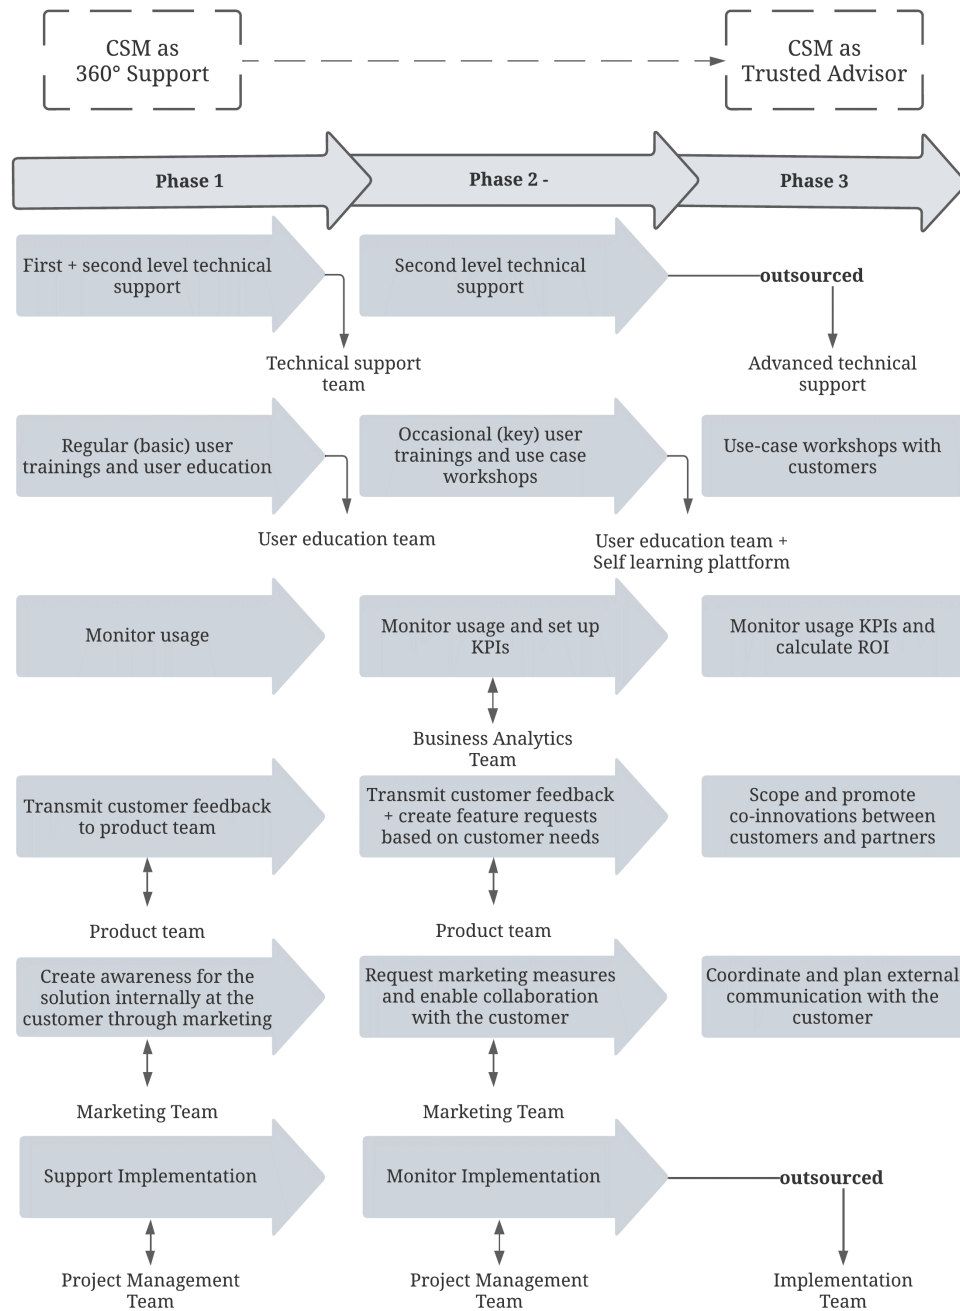 CSM as
360° Support
CSM as
Trusted Advisor
Phase 1
Phase 2 -
Phase 3
First + second level technical
support
Second level technical
support
outsourced
Technical support
team
Advanced technical
support
Regular (basic) user
trainings and user education
Occasional (key) user
trainings and use case
workshops
Use-case workshops with
customers
User education team
User education team +
Self learning plattform
Monitor usage
Monitor usage and set up
KPIs
Monitor usage KPIs and
calculate ROI
Business Analytics
Team
Transmit customer feedback
to product team
Transmit customer feedback
+ create feature requests
based on customer needs
Scope and promote
co-innovations between
customers and partners
Product team
Product team
Create awareness for the
solution internally at the
customer through marketing
Request marketing measures
and enable collaboration
with the customer
Coordinate and plan external
communication with the
customer
Marketing Team
Marketing Team
Support Implementation
Monitor Implementation
outsourced
Project Management
Team
Project Management
Team
Implementation
Team